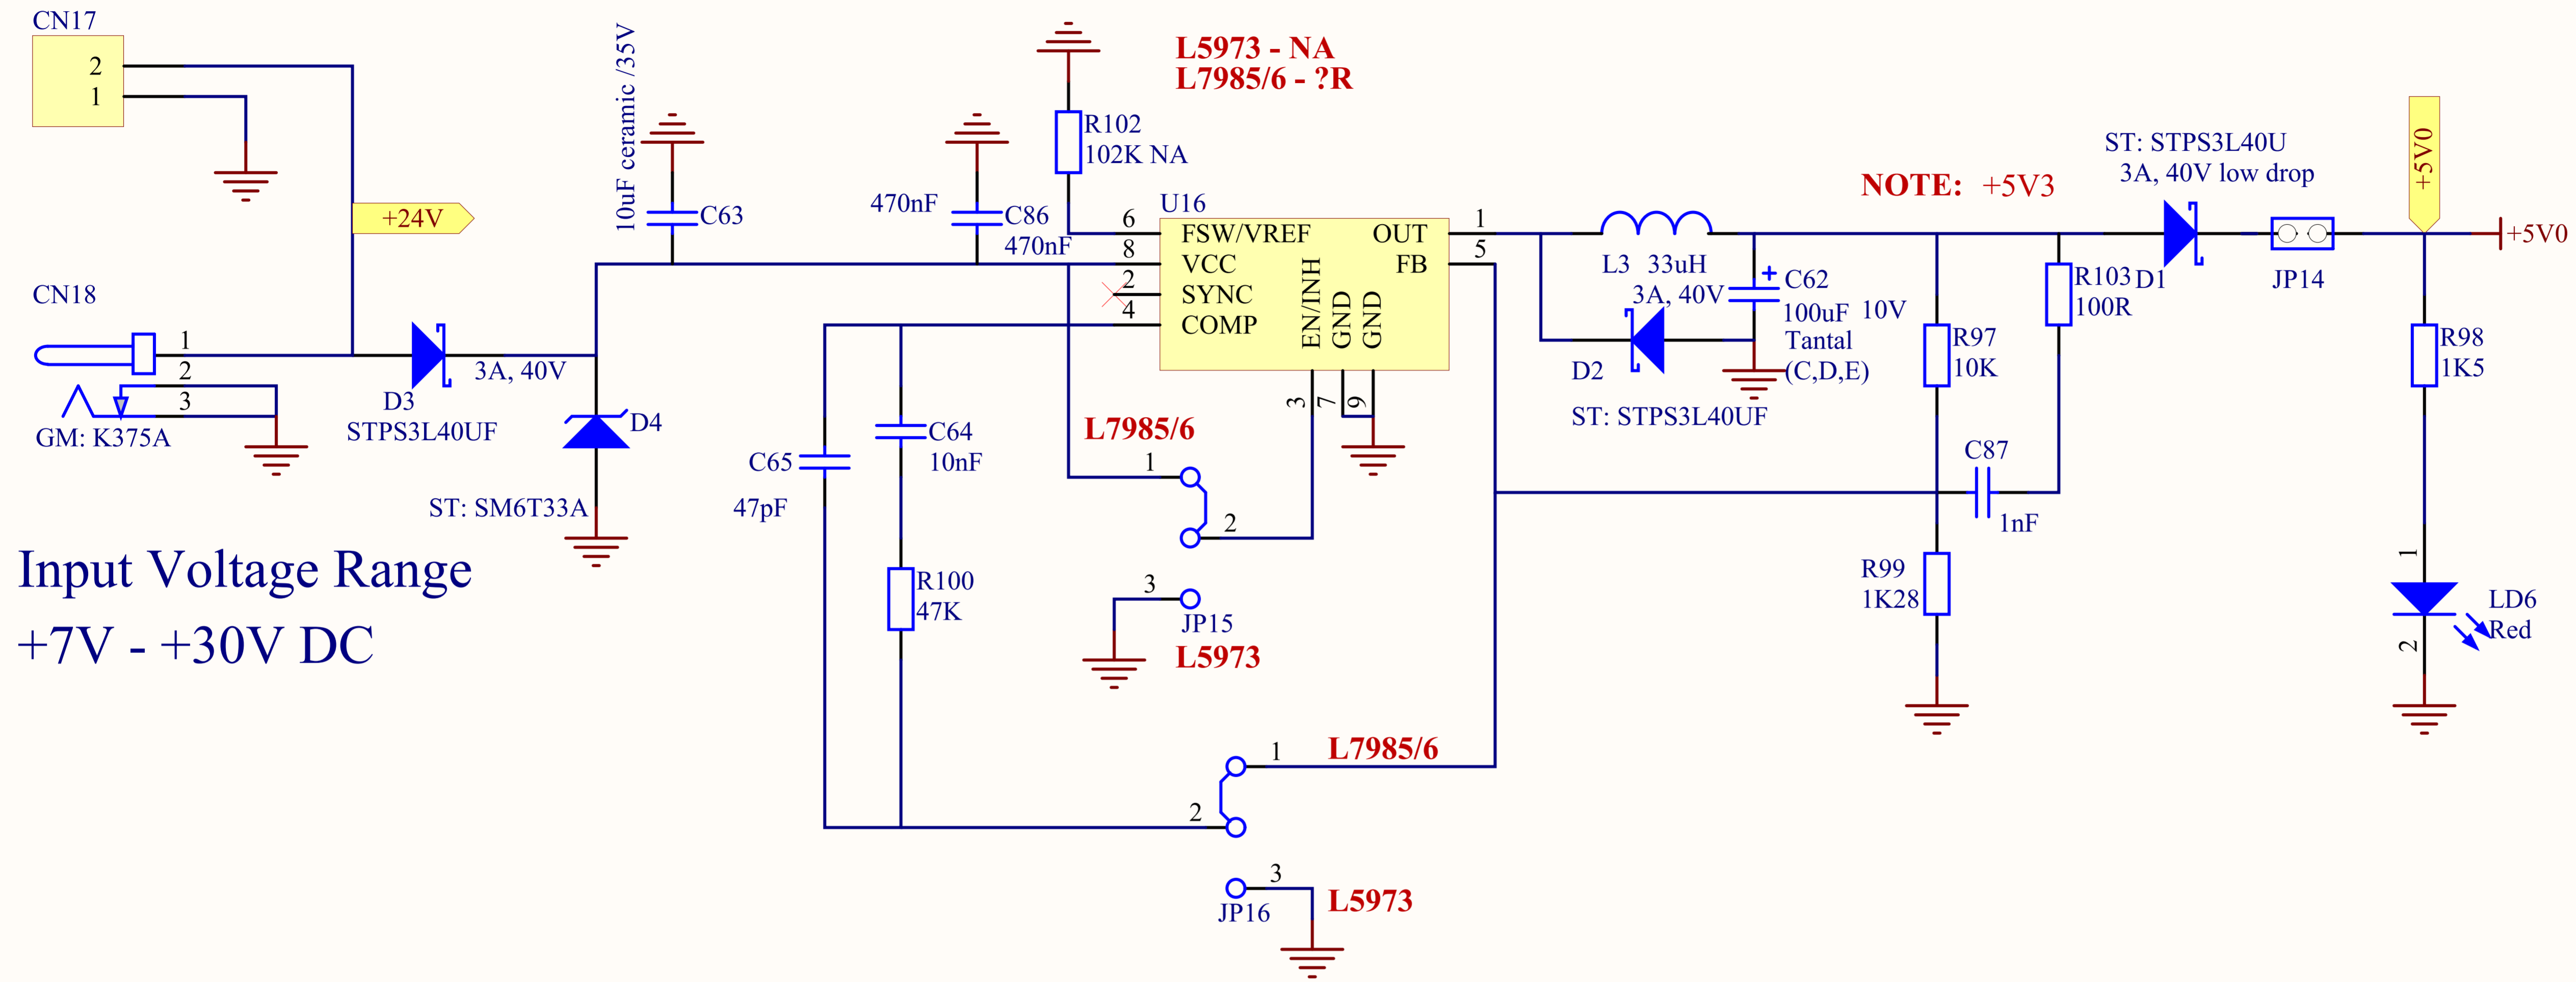 CN17
2
1
+24V
CN18
1
2
3
GM: K375A
D3
STPS3L40UF
3A, 40V
D4
ST: SM6T33A
Input Voltage Range
+7V - +30V DC
10uF ceramic /35V
C63
470nF
C86
470nF
R102
102K NA
L5973 - NA
L7985/6 - ?R
U16
6
8
2
4
FSW/VREF
VCC
SYNC
COMP
EN/INH
GND
GND
OUT
FB
1
5
3
7
9
C65
47pF
C64
10nF
R100
47K
L7985/6
1
2
3
JP15
L5973
1
L7985/6
2
3
JP16
L5973
L3 33uH
3A, 40V
D2
ST: STPS3L40UF
C62
100uF 10V
Tantal
(C,D,E)
NOTE: +5V3
R97
10K
R103
100R
C87
1nF
R99
1K28
ST: STPS3L40U
3A, 40V low drop
D1
JP14
+5V0
+5V0
R98
1K5
1
2
LD6
Red